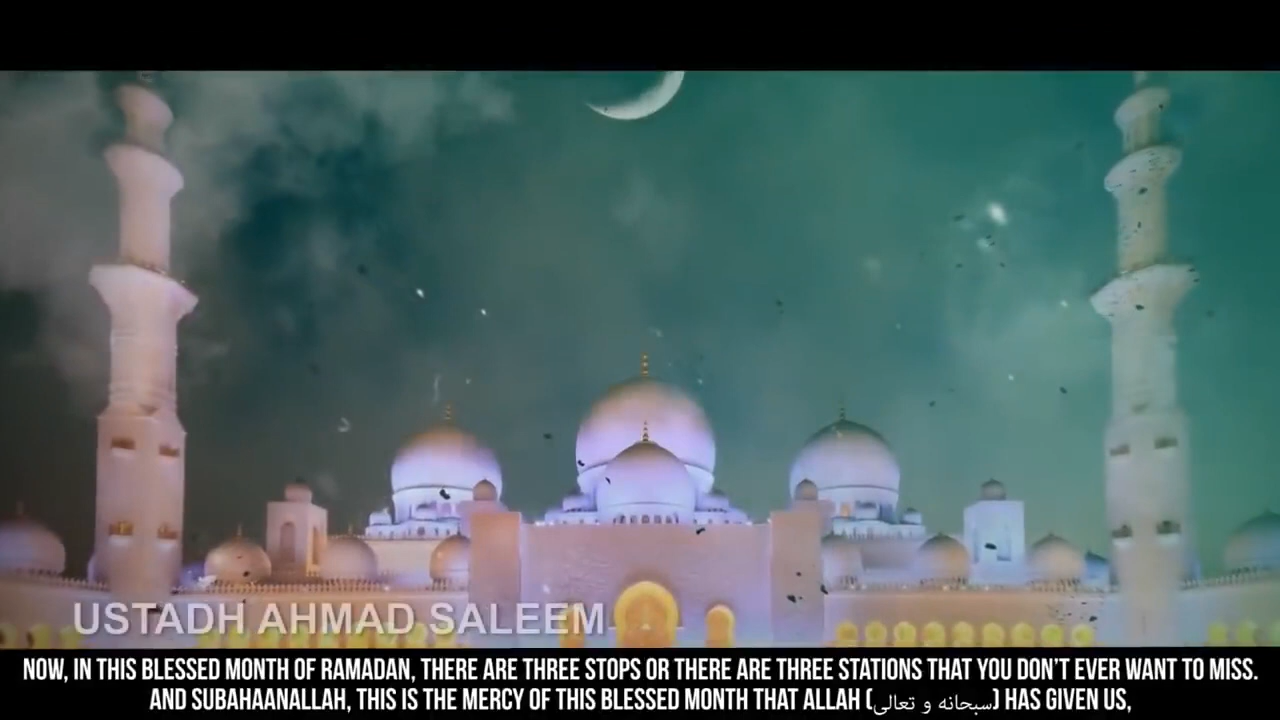 USTADH AHMAD SALEEM
NOW, IN THIS BLESSED MONTH OF RAMADAN, THERE ARE THREE STOPS OR THERE ARE THREE STATIONS THAT YOU DON'T EVER WANT TO MISS.
AND SUBAHAANALLAH, THIS IS THE MERCY OF THIS BLESSED MONTH THAT ALLAH (سبحانه و تعالى) HAS GIVEN US,